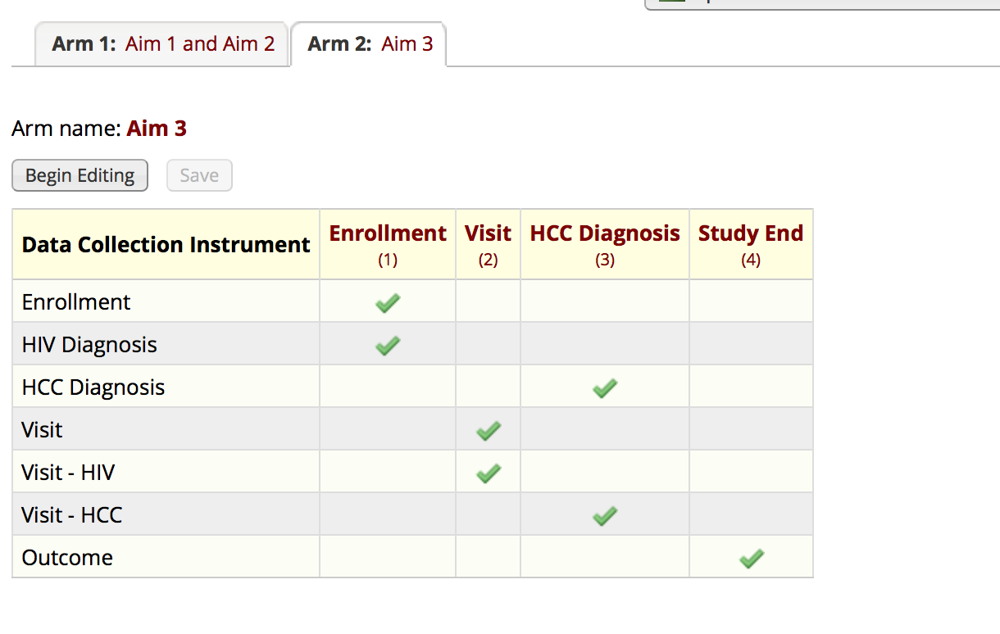 Arm 1: Aim 1 and Aim 2 Arm 2: Aim 3
Arm name: Aim 3
Begin Editing Save
Data Collection Instrument Enrollment (1) Visit (2) HCC Diagnosis (3) Study End (4)
Enrollment
HIV Diagnosis
HCC Diagnosis
Visit
Visit - HIV
Visit - HCC
Outcome